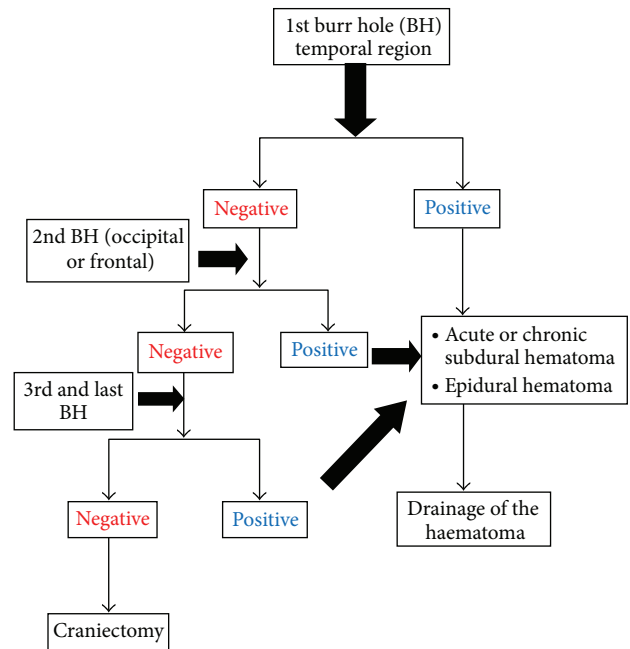 1st burr hole (BH)
temporal region
Negative
Positive
2nd BH (occipital
or frontal)
Negative
Positive
• Acute or chronic
subdural hematoma
• Epidural hematoma
3rd and last
BH
Negative
Positive
Drainage of the
haematoma
Craniectomy